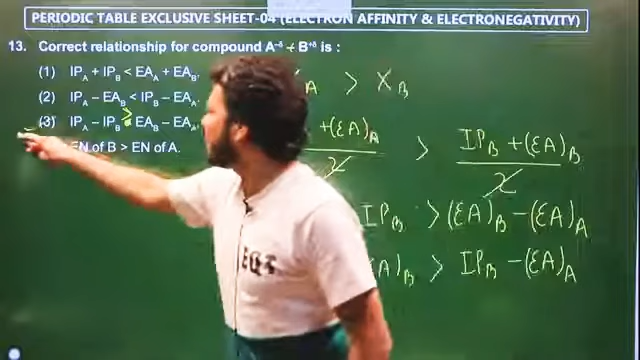 PERIODIC TABLE EXCLUSIVE SHEET-04 (ELECTRON AFFINITY & ELECTRONEGATIVITY)
13. Correct relationship for compound A⁻ᵟ ÷ B⁺ᵟ is :
(1) IP_A + IP_B < EA_A + EA_B.
(2) IP_A – EA_B < IP_B – EA_A.
(3) IP_A – IP_B > EA_B – EA_A.
EN of B > EN of A.
A > X_B
+(EA)_A / 2 > IP_B +(EA)_B / 2
IP_B > (EA)_B – (EA)_A
A)_B > IP_B – (EA)_A
EQT